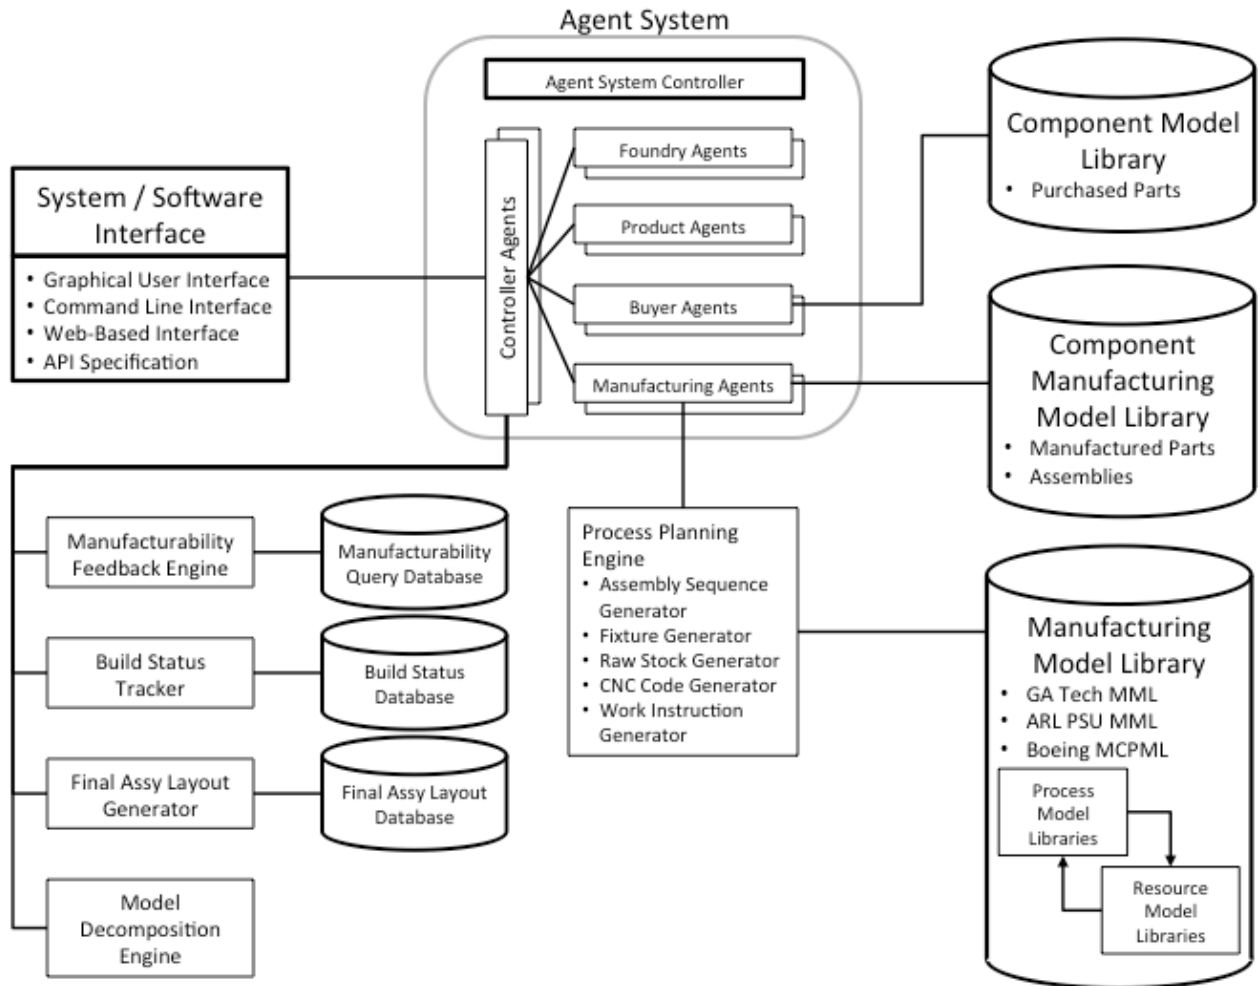 Agent System
Agent System Controller
Controller Agents
Foundry Agents
Product Agents
Buyer Agents
Manufacturing Agents
System / Software
Interface
• Graphical User Interface
• Command Line Interface
• Web-Based Interface
• API Specification
Component Model
Library
• Purchased Parts
Component
Manufacturing
Model Library
• Manufactured Parts
• Assemblies
Manufacturability
Feedback Engine
Manufacturability
Query Database
Build Status
Tracker
Build Status
Database
Final Assy Layout
Generator
Final Assy Layout
Database
Model
Decomposition
Engine
Process Planning
Engine
• Assembly Sequence
Generator
• Fixture Generator
• Raw Stock Generator
• CNC Code Generator
• Work Instruction
Generator
Manufacturing
Model Library
• GA Tech MML
• ARL PSU MML
• Boeing MCPML
Process
Model
Libraries
Resource
Model
Libraries